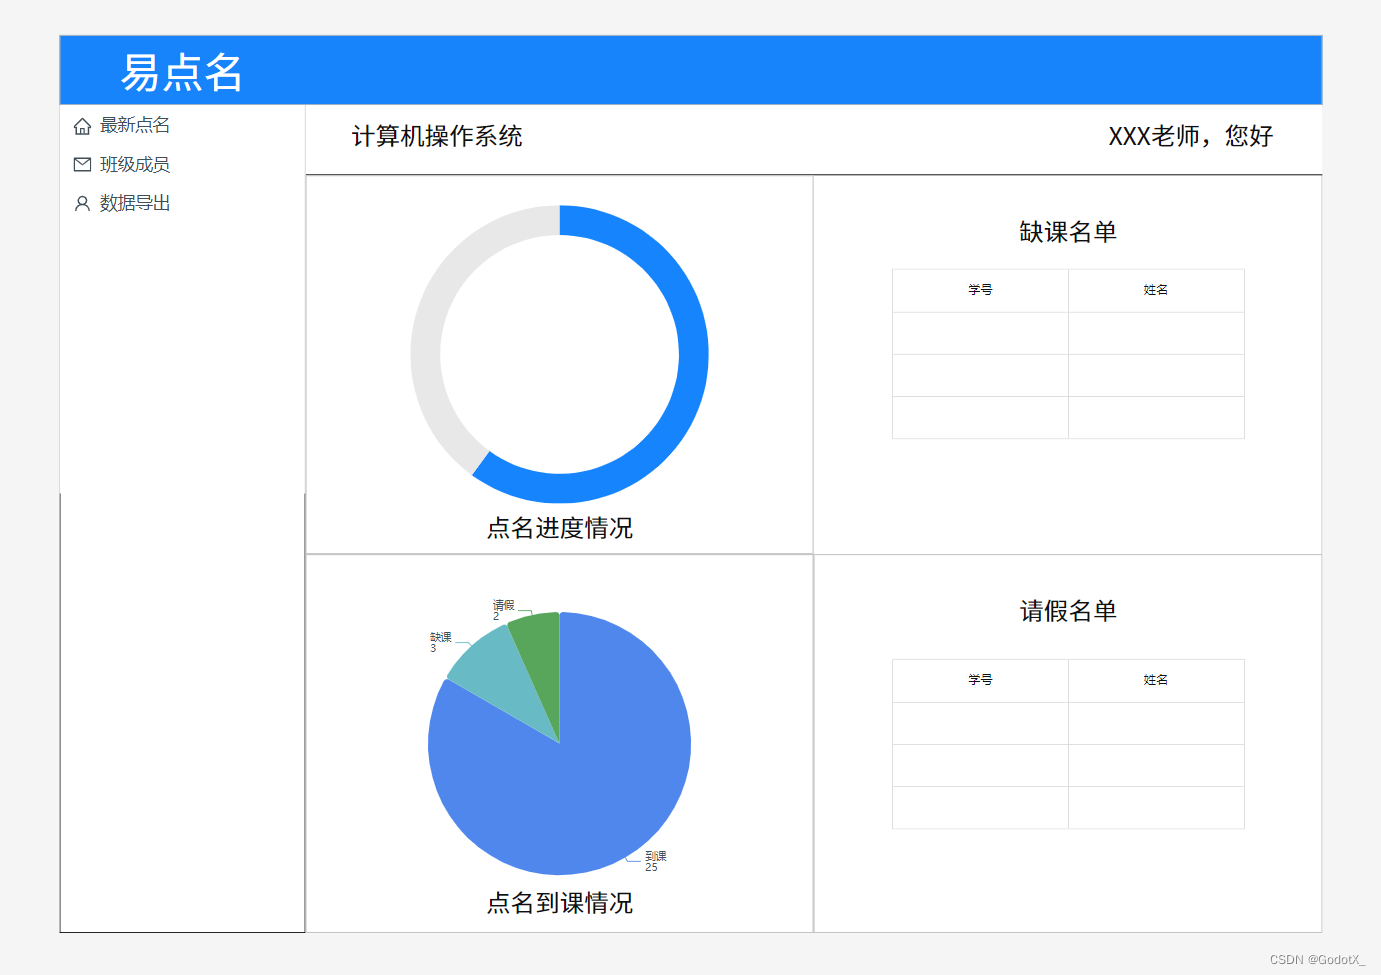 易点名
最新点名
班级成员
数据导出
计算机操作系统
XXX老师，您好
点名进度情况
缺课名单
学号 姓名
请假
2
缺课
3
到课
25
点名到课情况
请假名单
学号 姓名
CSDN @GodotX_